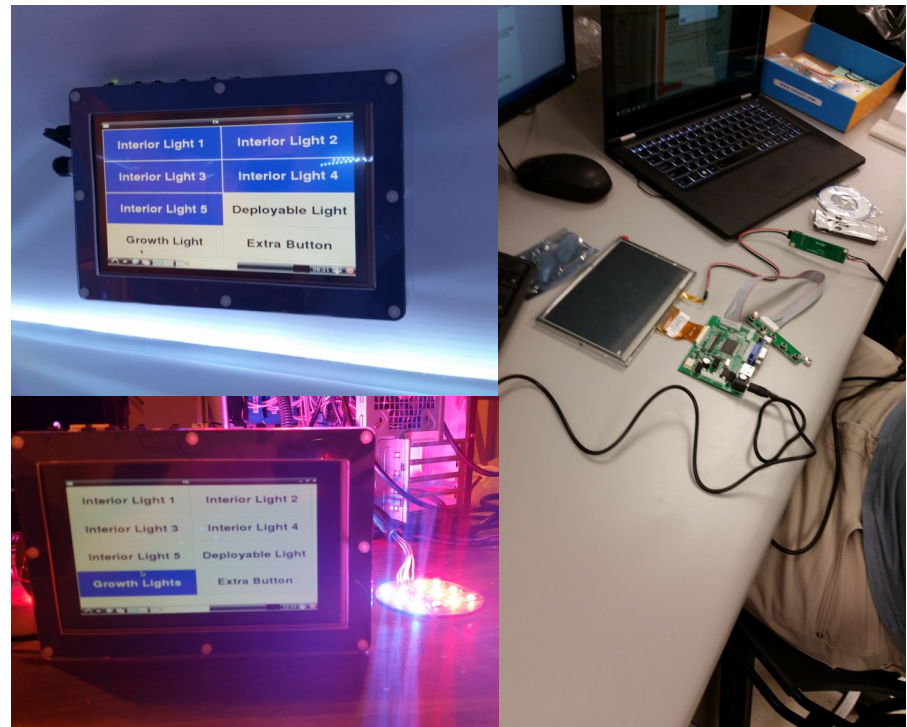 tk
Interior Light 1 Interior Light 2
Interior Light 3 Interior Light 4
Interior Light 5 Deployable Light
Growth Light Extra Button
tk
Interior Light 1 Interior Light 2
Interior Light 3 Interior Light 4
Interior Light 5 Deployable Light
Growth Lights Extra Button